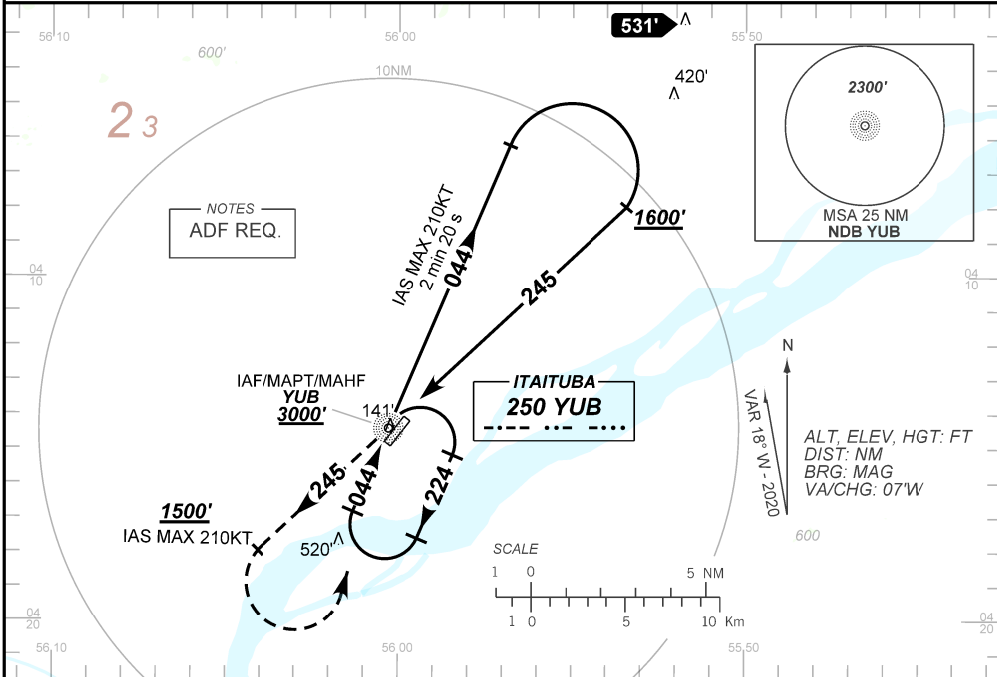 56 10
56 00
55 50
531'
420'
600'
10NM
2 3
2300'
MSA 25 NM
NDB YUB
NOTES
ADF REQ.
IAS MAX 210KT
2 min 20 s
044
1600'
245
04
10
04
10
N
VAR 18° W - 2020
IAF/MAPT/MAHF
YUB
3000'
141'
ITAITUBA
250 YUB
ALT, ELEV, HGT: FT
DIST: NM
BRG: MAG
VA/CHG: 07'W
245
044
224
1500'
IAS MAX 210KT
520'
600
SCALE
1 0 5 NM
1 0 5 10 Km
04
20
04
20
56 10
56 00
55 50